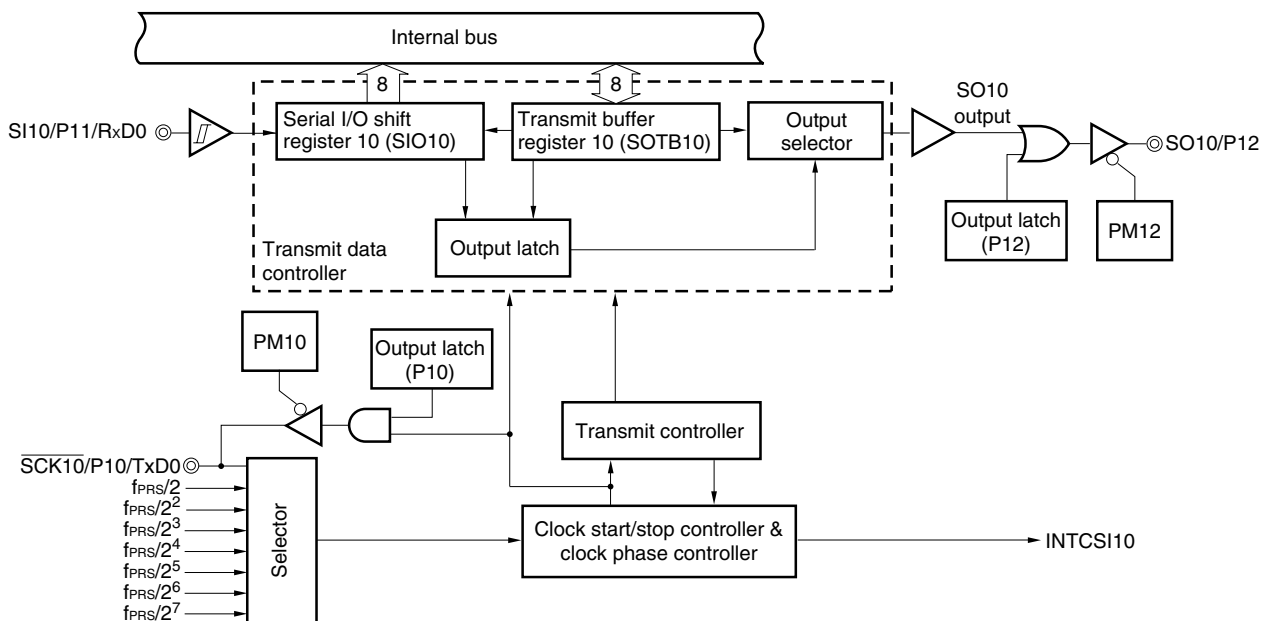 Internal bus
8
8
SI10/P11/RxD0
Serial I/O shift
register 10 (SIO10)
Transmit buffer
register 10 (SOTB10)
Output
selector
SO10
output
SO10/P12
Output latch
Transmit data
controller
Output latch
(P12)
PM12
PM10
Output latch
(P10)
Transmit controller
SCK10/P10/TxD0
fPRS/2
fPRS/2²
fPRS/2³
fPRS/2⁴
fPRS/2⁵
fPRS/2⁶
fPRS/2⁷
Selector
Clock start/stop controller &
clock phase controller
INTCSI10